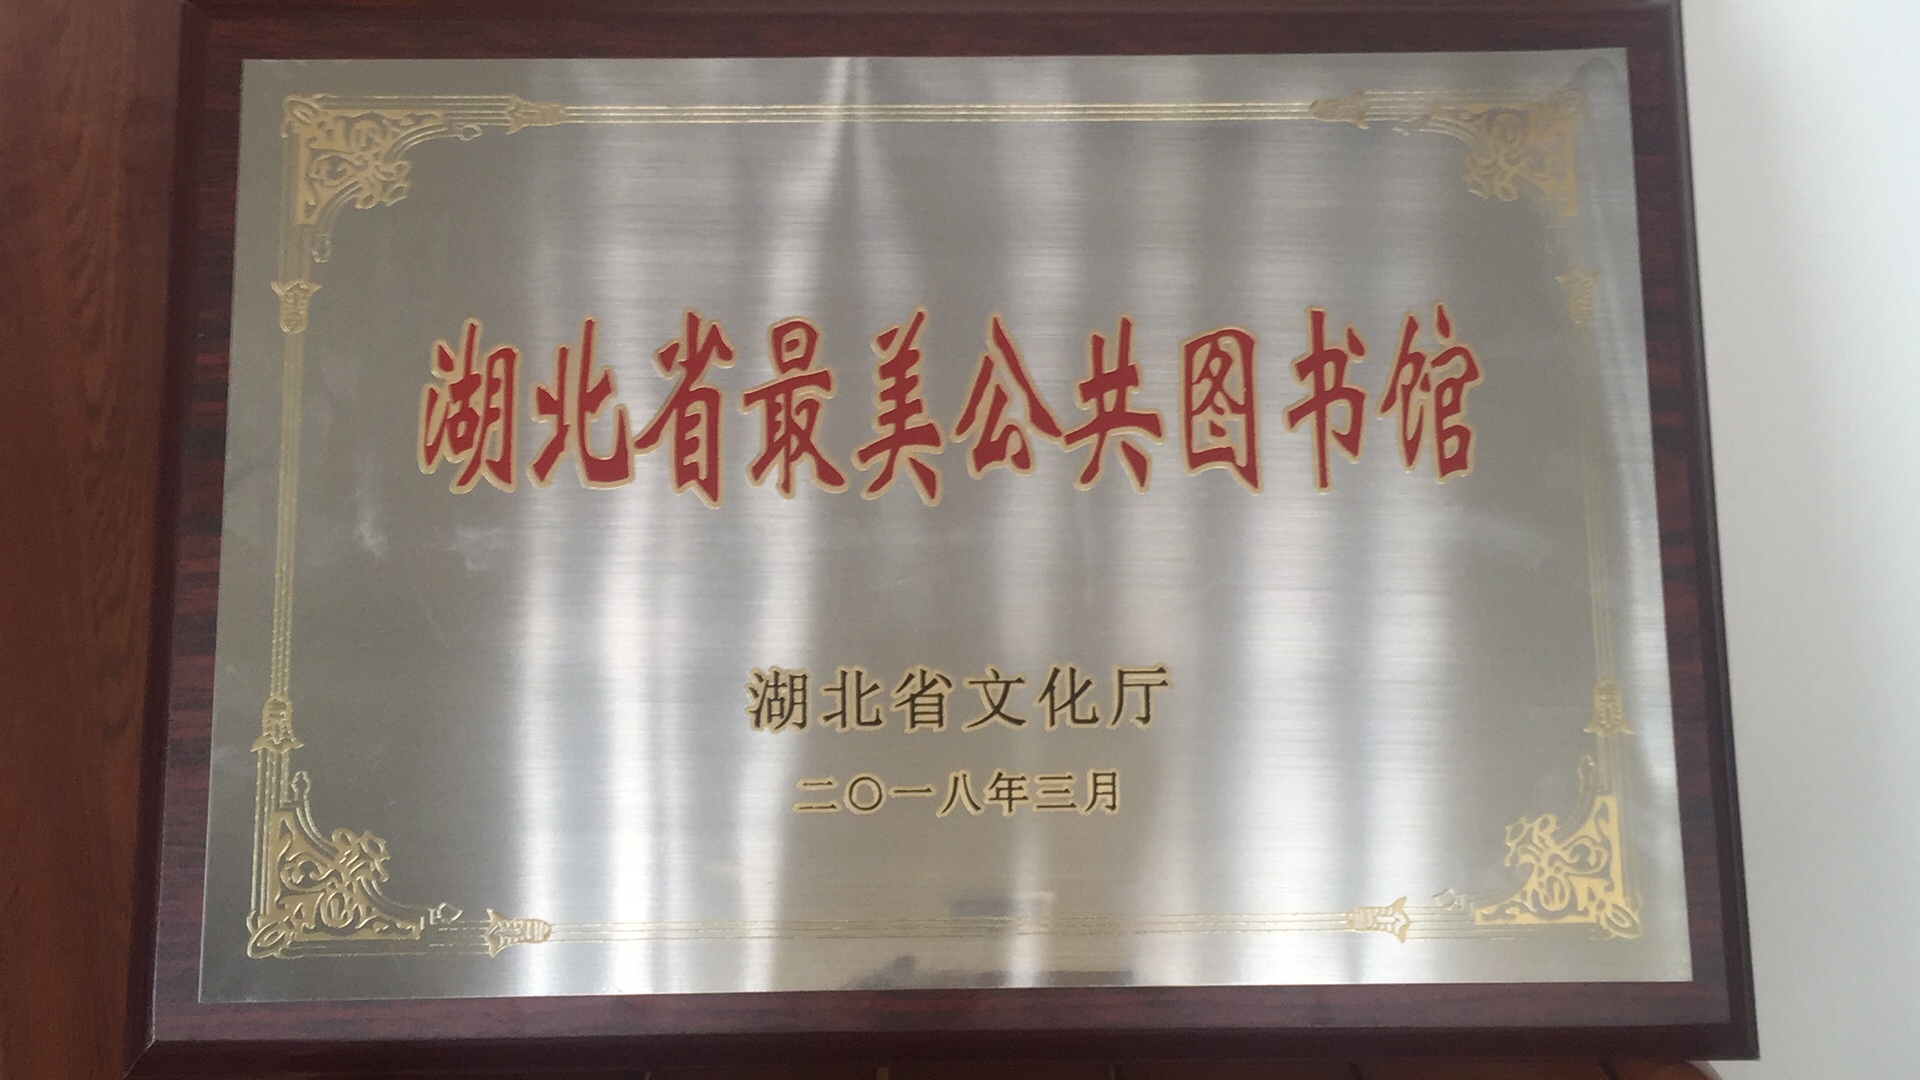 湖北省最美公共图书馆
湖北省文化厅
二〇一八年三月